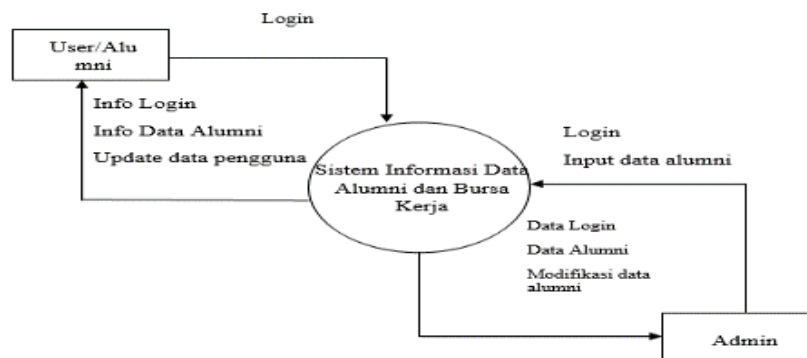 Login
User/Alu
mni
Info Login
Info Data Alumni
Update data pengguna
Login
Input data alumni
Sistem Informasi Data
Alumni dan Bursa
Kerja
Data Login
Data Alumni
Modifikasi data
alumni
Admin